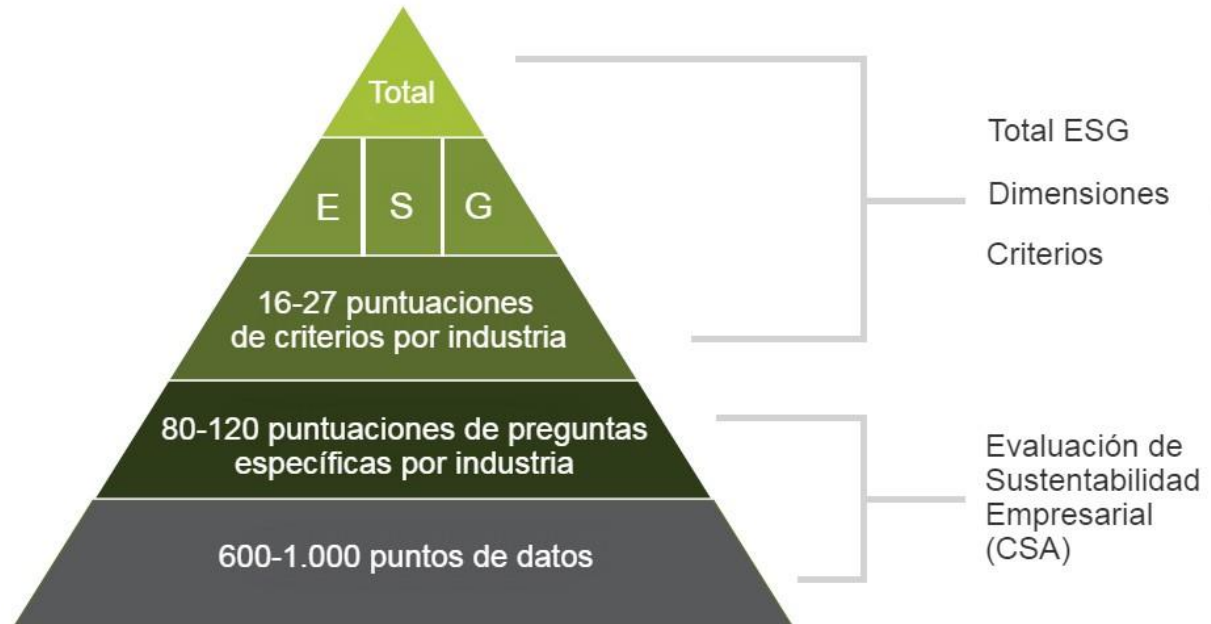 Total
E S G
16-27 puntuaciones
de criterios por industria
80-120 puntuaciones de preguntas
específicas por industria
600-1.000 puntos de datos
Total ESG
Dimensiones
Criterios
Evaluación de
Sustentabilidad
Empresarial
(CSA)